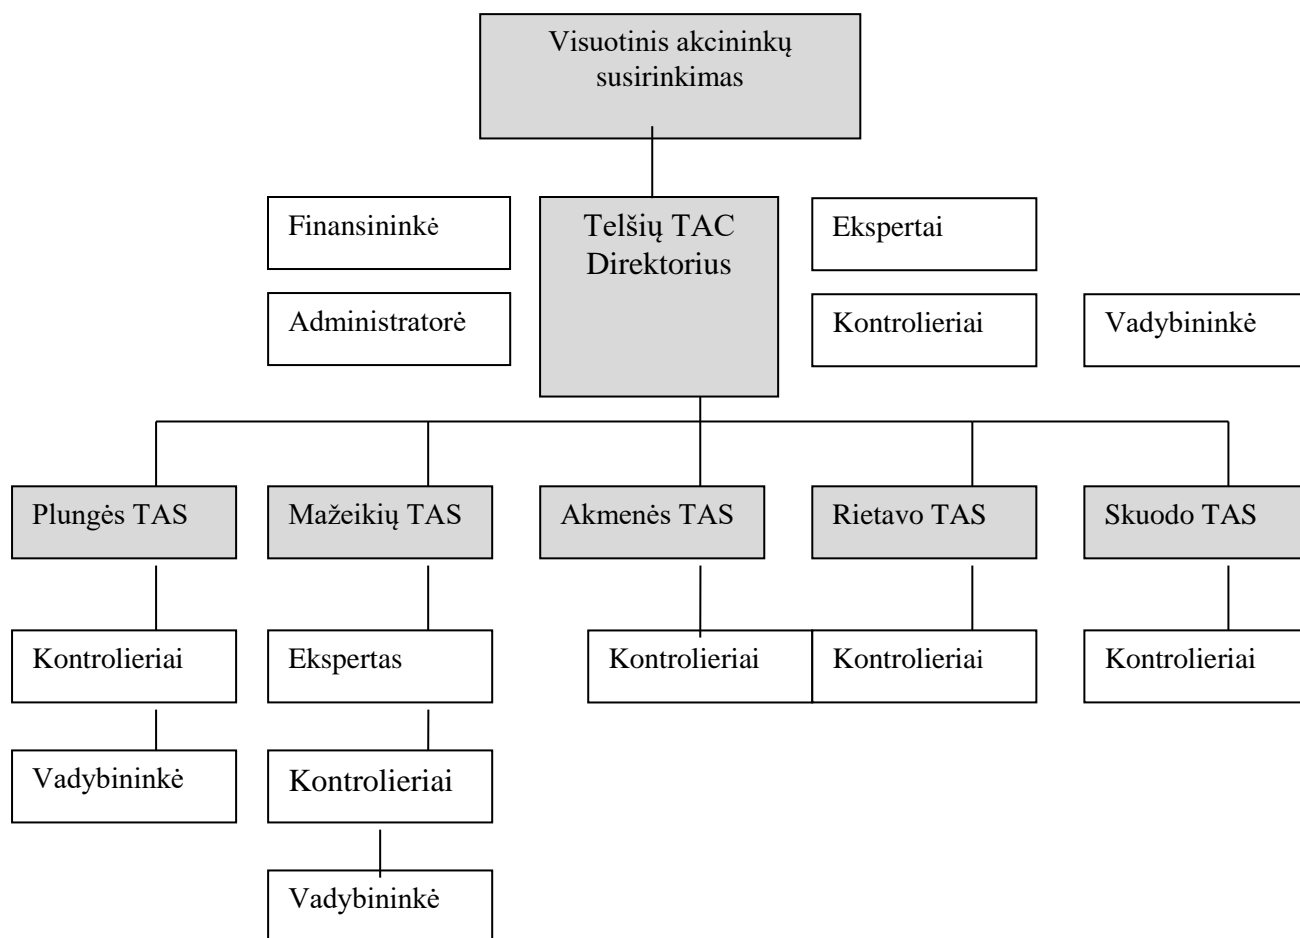 Visuotinis akcininkų
susirinkimas
Finansininkė
Telšių TAC
Direktorius
Ekspertai
Administratorė
Kontrolieriai
Vadybininkė
Plungės TAS
Mažeikių TAS
Akmenės TAS
Rietavo TAS
Skuodo TAS
Kontrolieriai
Ekspertas
Kontrolieriai
Kontrolieriai
Kontrolieriai
Vadybininkė
Kontrolieriai
Vadybininkė